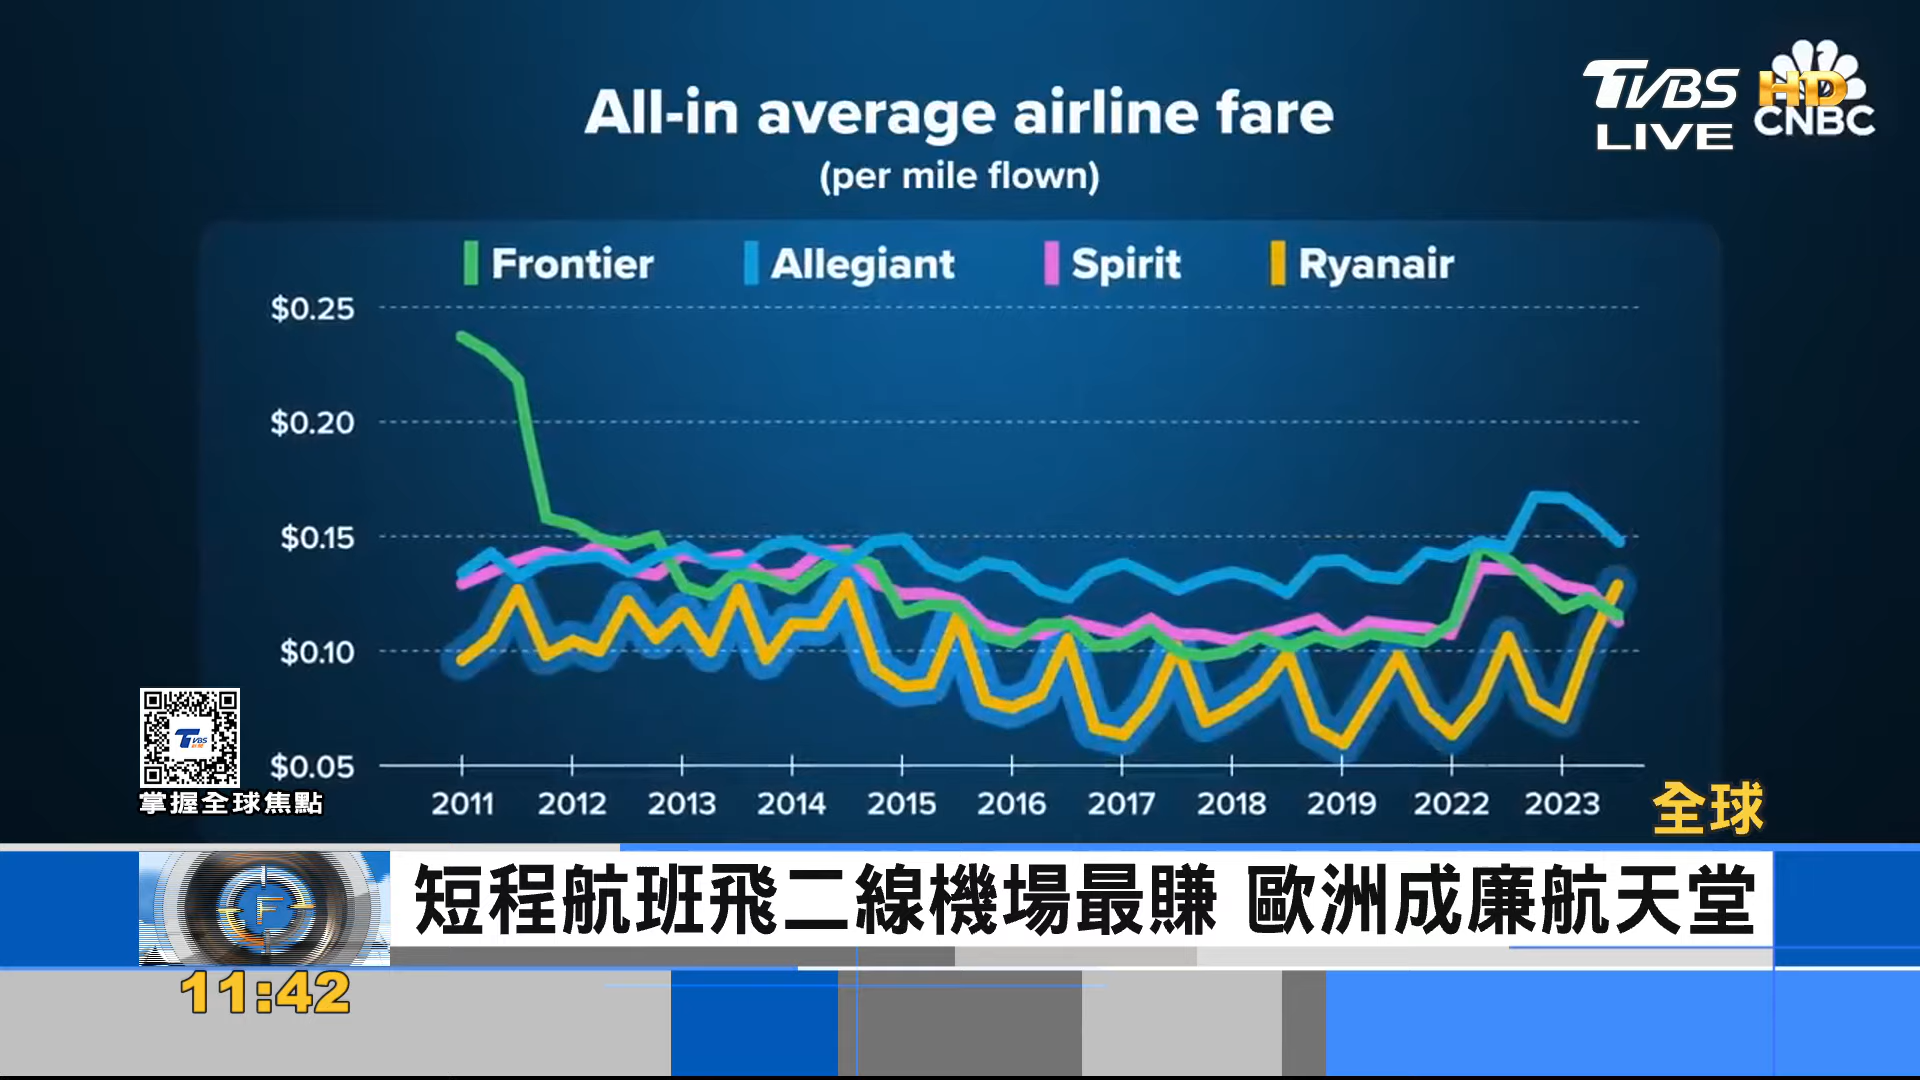 All-in average airline fare
(per mile flown)
TVBS
LIVE
HD
CNBC
Frontier
Allegiant
Spirit
Ryanair
$0.25
$0.20
$0.15
$0.10
$0.05
2011
2012
2013
2014
2015
2016
2017
2018
2019
2022
2023
TVBS
掌握全球焦點
全球
短程航班飛二線機場最賺 歐洲成廉航天堂
F
11:42